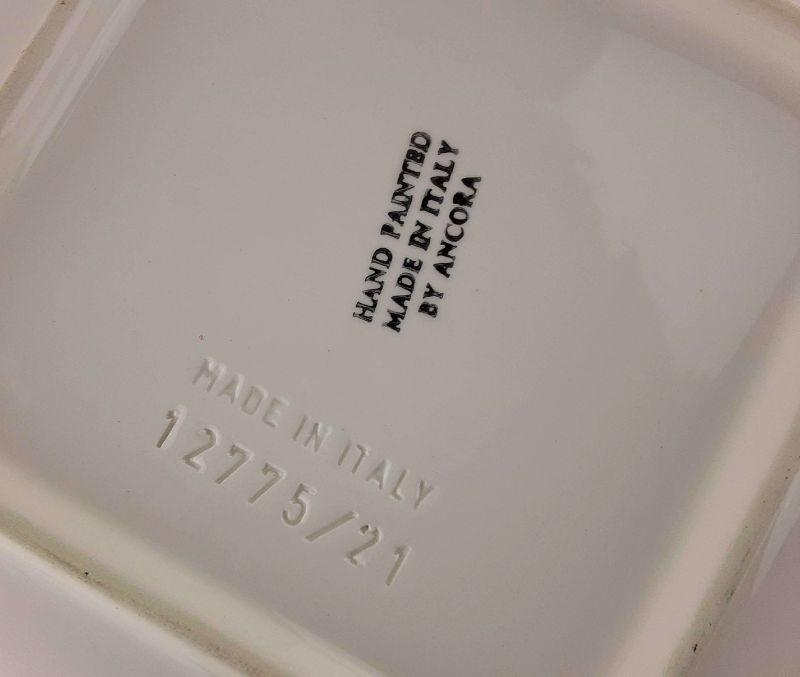 HAND PAINTED
MADE IN ITALY
BY ANCORA
MADE IN ITALY
12775/21